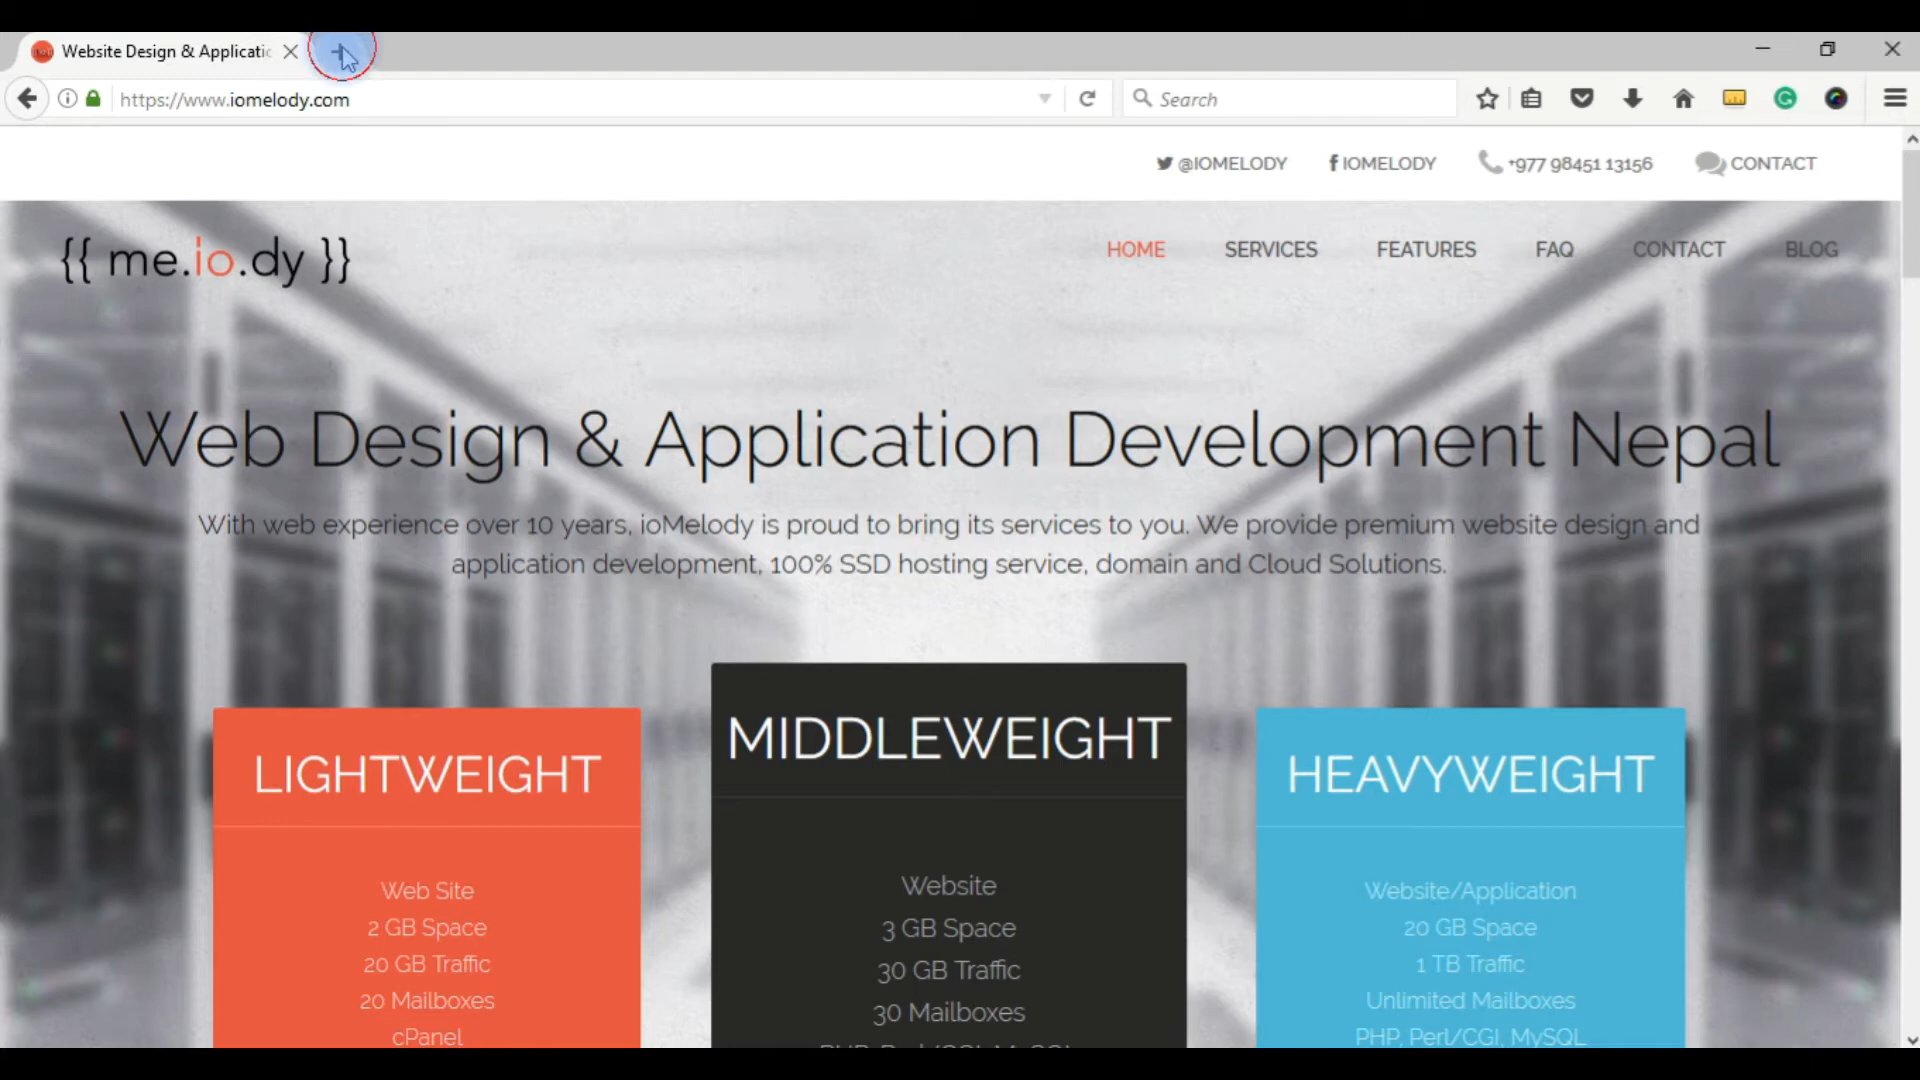 Website Design & Applicatic
https://www.iomelody.com
Search
@IOMELODY
IOMELODY
+977 98451 13156
CONTACT
{{ me.io.dy }}
HOME
SERVICES
FEATURES
FAQ
CONTACT
BLOG
Web Design & Application Development Nepal
With web experience over 10 years, ioMelody is proud to bring its services to you. We provide premium website design and
application development, 100% SSD hosting service, domain and Cloud Solutions.
LIGHTWEIGHT
Web Site
2 GB Space
20 GB Traffic
20 Mailboxes
cPanel
MIDDLEWEIGHT
Website
3 GB Space
30 GB Traffic
30 Mailboxes
HEAVYWEIGHT
Website/Application
20 GB Space
1 TB Traffic
Unlimited Mailboxes
PHP, Perl/CGI, MySQL